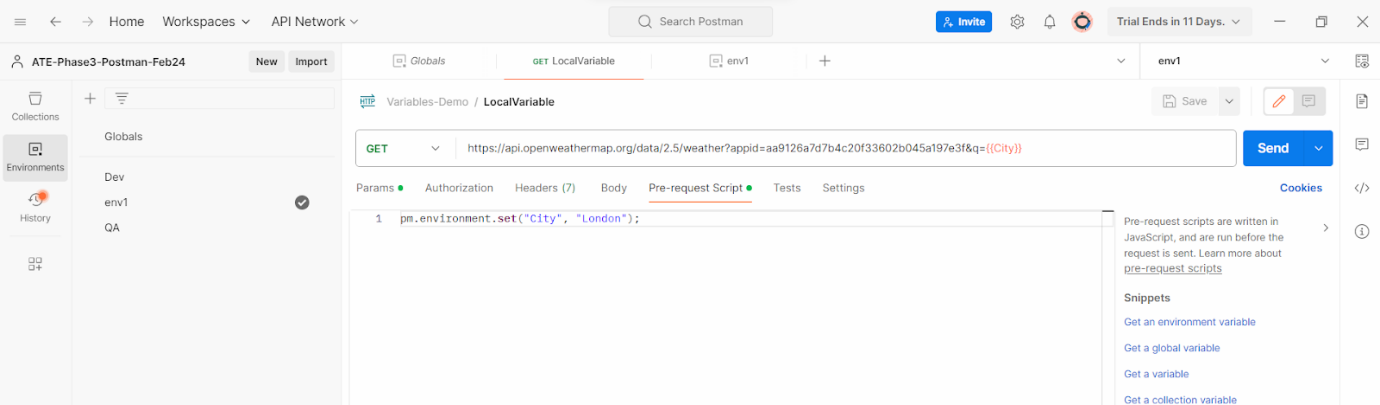 Home Workspaces API Network Search Postman Invite Trial Ends in 11 Days.
ATE-Phase3-Postman-Feb24 New Import Globals GET LocalVariable env1 env1
Collections
Environments
History
Globals
Dev
env1
QA
HTTP Variables-Demo / LocalVariable Save
GET https://api.openweathermap.org/data/2.5/weather?appid=aa9126a7d7b4c20f33602b045a197e3f&q={{City}} Send
Params Authorization Headers (7) Body Pre-request Script Tests Settings Cookies
1 pm.environment.set("City", "London");
Pre-request scripts are written in
JavaScript, and are run before the
request is sent. Learn more about
pre-request scripts
Snippets
Get an environment variable
Get a global variable
Get a variable
Get a collection variable